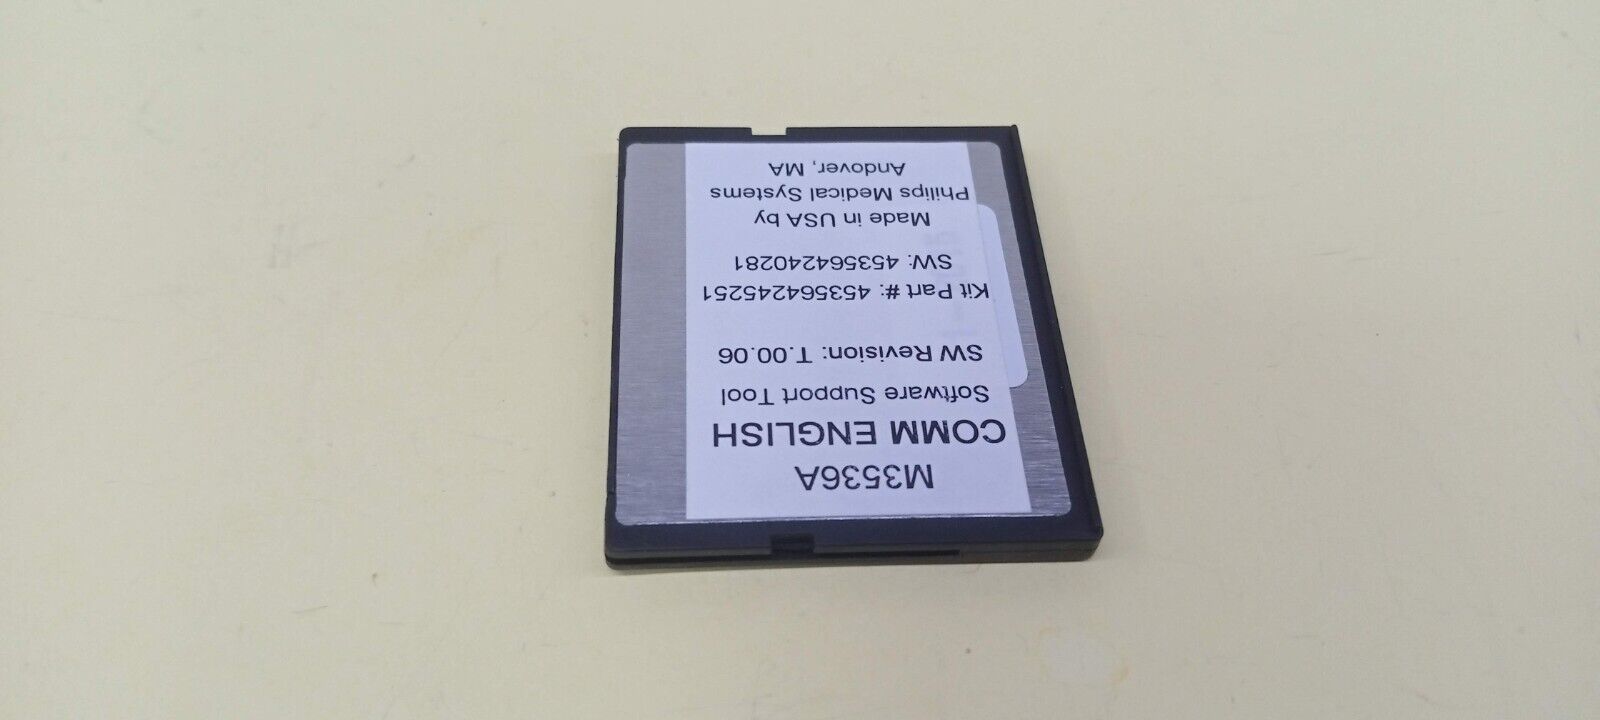 M3536A
COMM ENGLISH
Software Support Tool
SW Revision: T.00.06
Kit Part #: 453564245251
SW: 453564240281
Made in USA by
Philips Medical Systems
Andover, MA